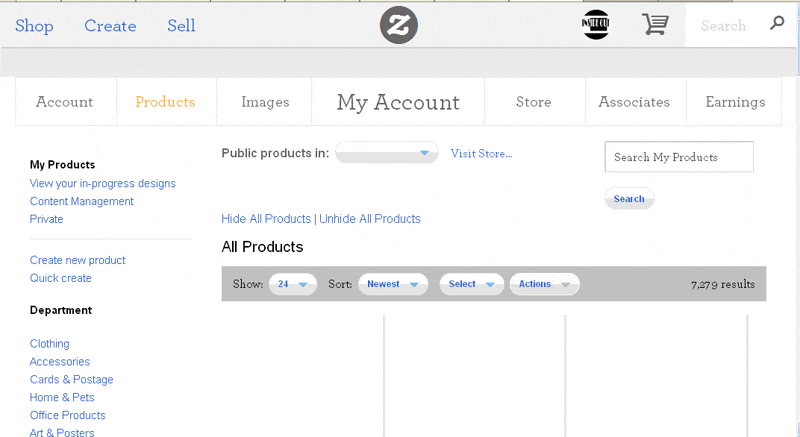 Shop Create Sell Z INSIDE OUT Search
Account Products Images My Account Store Associates Earnings
Public products in: Visit Store... Search My Products
Search
My Products
View your in-progress designs
Content Management
Private
Hide All Products | Unhide All Products
All Products
Create new product
Quick create
Show: 24 Sort: Newest Select Actions 7,279 results
Department
Clothing
Accessories
Cards & Postage
Home & Pets
Office Products
Art & Posters